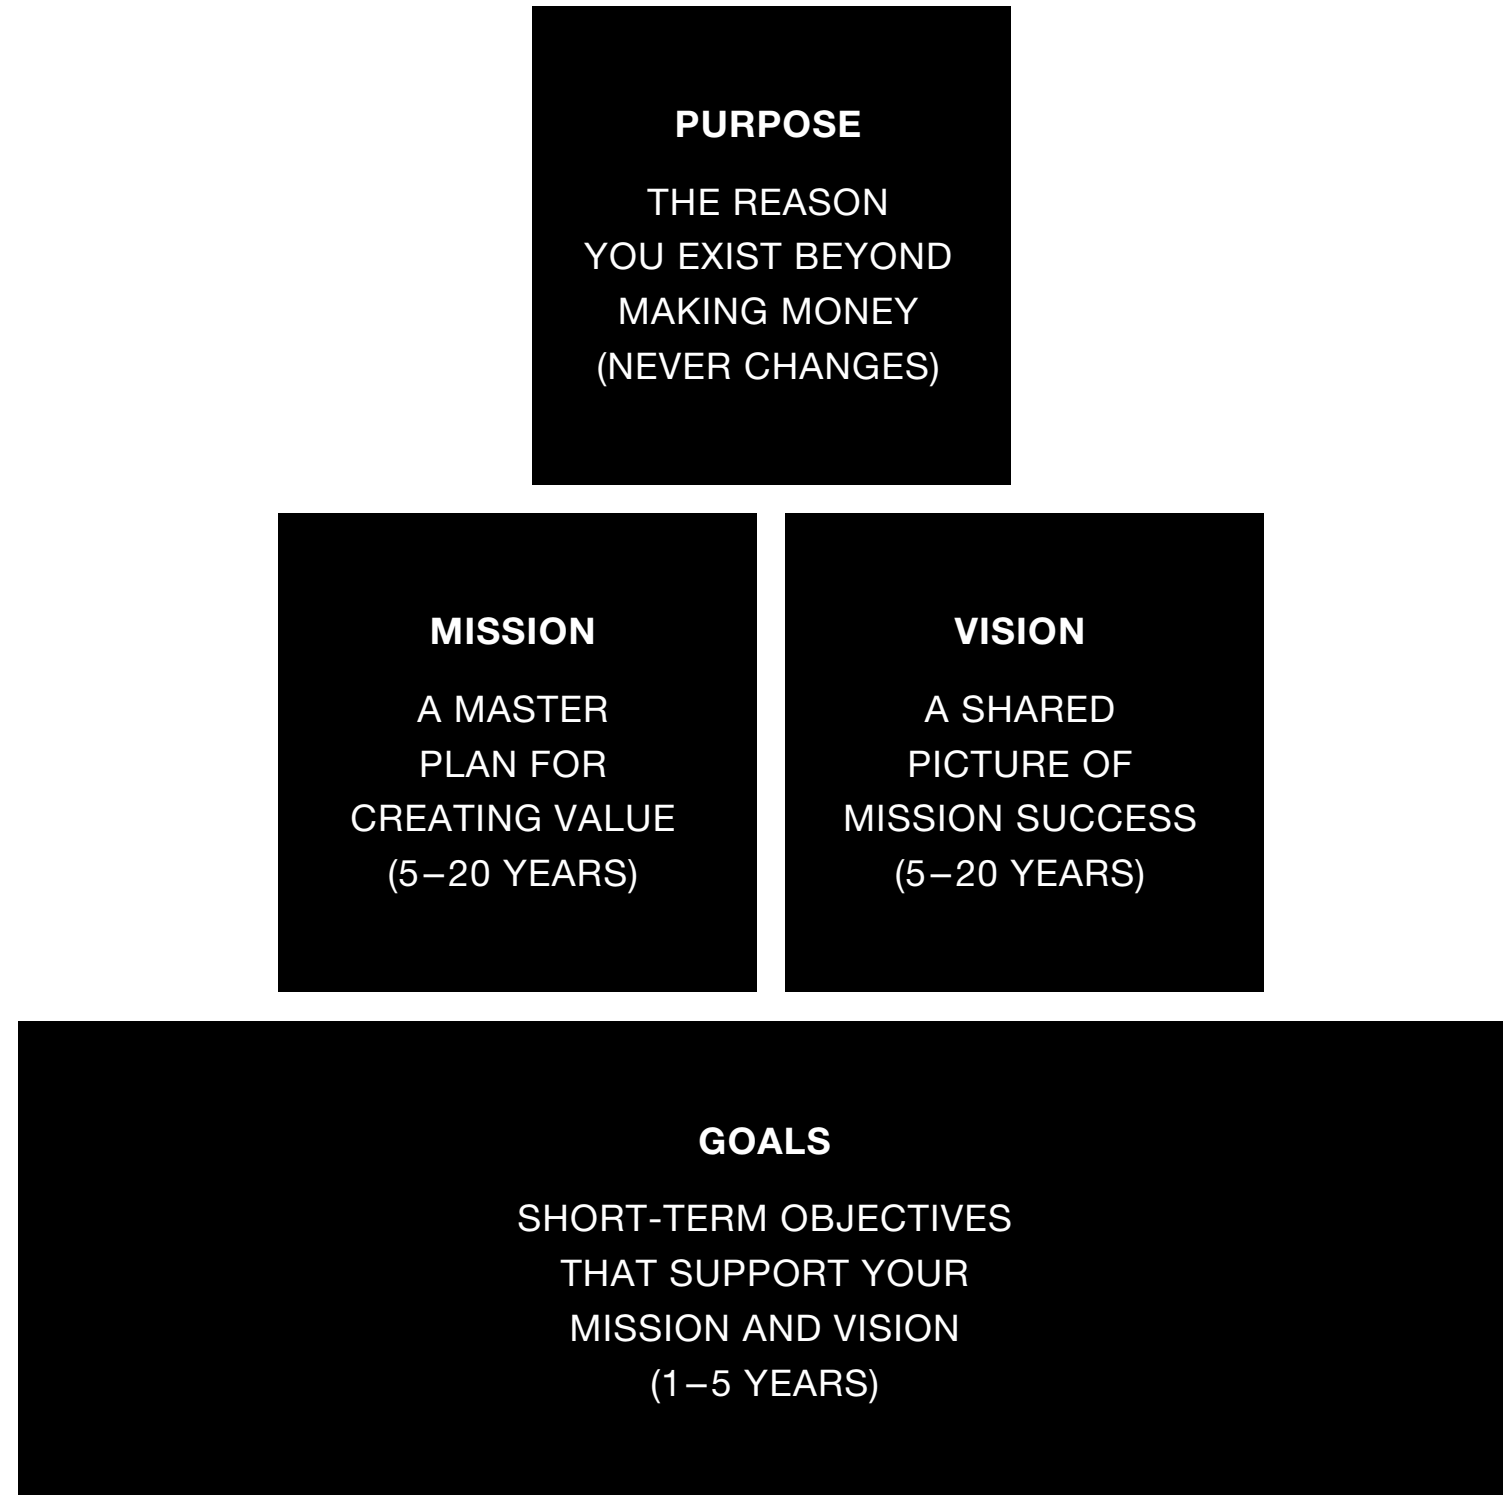 PURPOSE
THE REASON
YOU EXIST BEYOND
MAKING MONEY
(NEVER CHANGES)
MISSION
A MASTER
PLAN FOR
CREATING VALUE
(5–20 YEARS)
VISION
A SHARED
PICTURE OF
MISSION SUCCESS
(5–20 YEARS)
GOALS
SHORT-TERM OBJECTIVES
THAT SUPPORT YOUR
MISSION AND VISION
(1–5 YEARS)